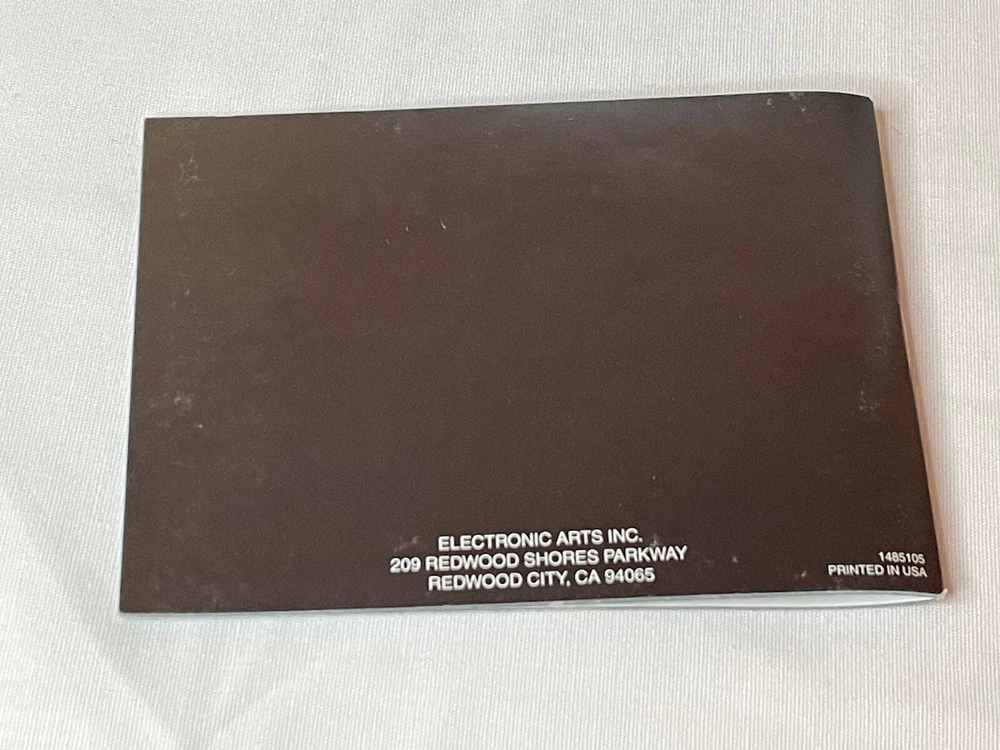 ELECTRONIC ARTS INC.
209 REDWOOD SHORES PARKWAY
REDWOOD CITY, CA 94065
1485105
PRINTED IN USA